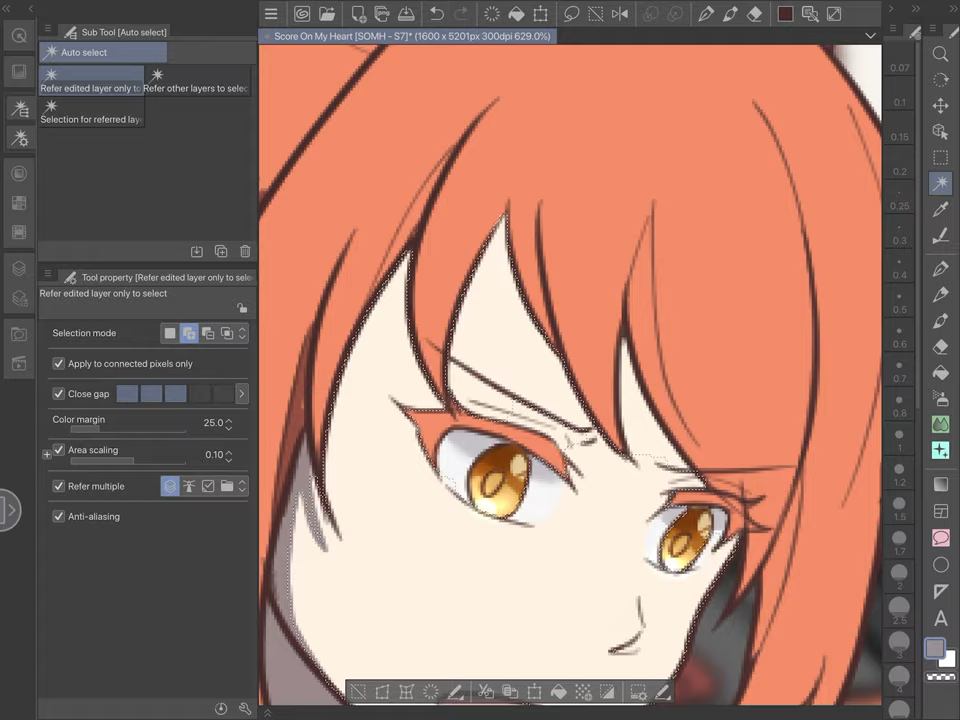 Sub Tool [Auto select]
Score On My Heart [SOMH - S7]* (1600 x 5201px 300dpi 629.0%)
Auto select
Refer edited layer only to
Refer other layers to selec
Selection for referred lay
Tool property [Refer edited layer only to sele
Refer edited layer only to select
Selection mode
Apply to connected pixels only
Close gap
Color margin
25.0
Area scaling
0.10
Refer multiple
Anti-aliasing
0.07
0.1
0.15
0.2
0.25
0.3
0.4
0.5
0.6
0.7
0.8
1
1.2
1.5
1.7
2
2.5
3
4
A